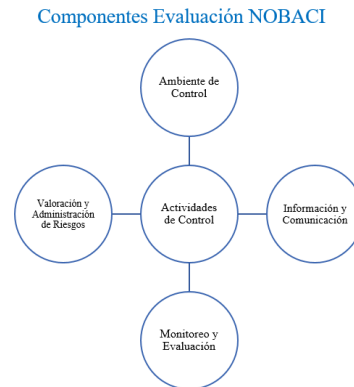 Componentes Evaluación NOBACI
Ambiente de
Control
Valoración y
Administración
de Riesgos
Actividades
de Control
Información y
Comunicación
Monitoreo y
Evaluación